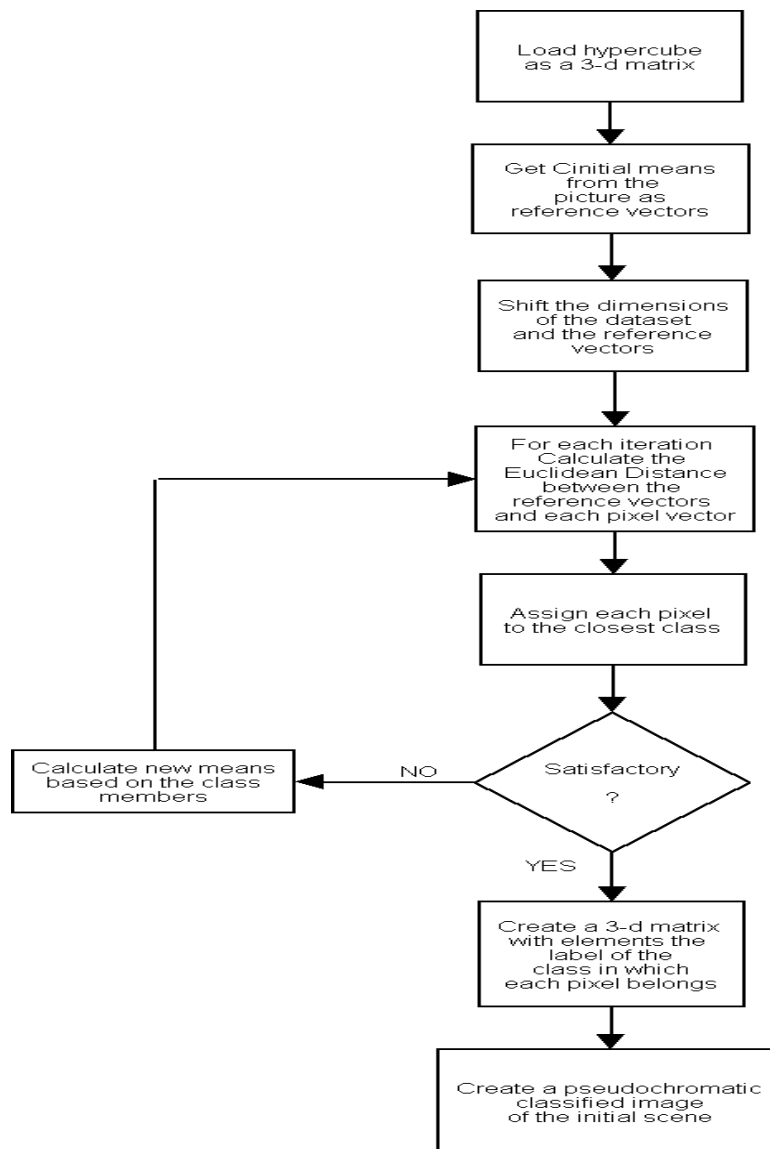 Load hypercube
as a 3-d matrix
Get Cinitial means
from the
picture as
reference vectors
Shift the dimensions
of the dataset
and the reference
vectors
For each iteration
Calculate the
Euclidean Distance
between the
reference vectors
and each pixel vector
Assign each pixel
to the closest class
Satisfactory
?
NO
Calculate new means
based on the class
members
YES
Create a 3-d matrix
with elements the
label of the
class in which
each pixel belongs
Create a pseudochromatic
classified image
of the initial scene